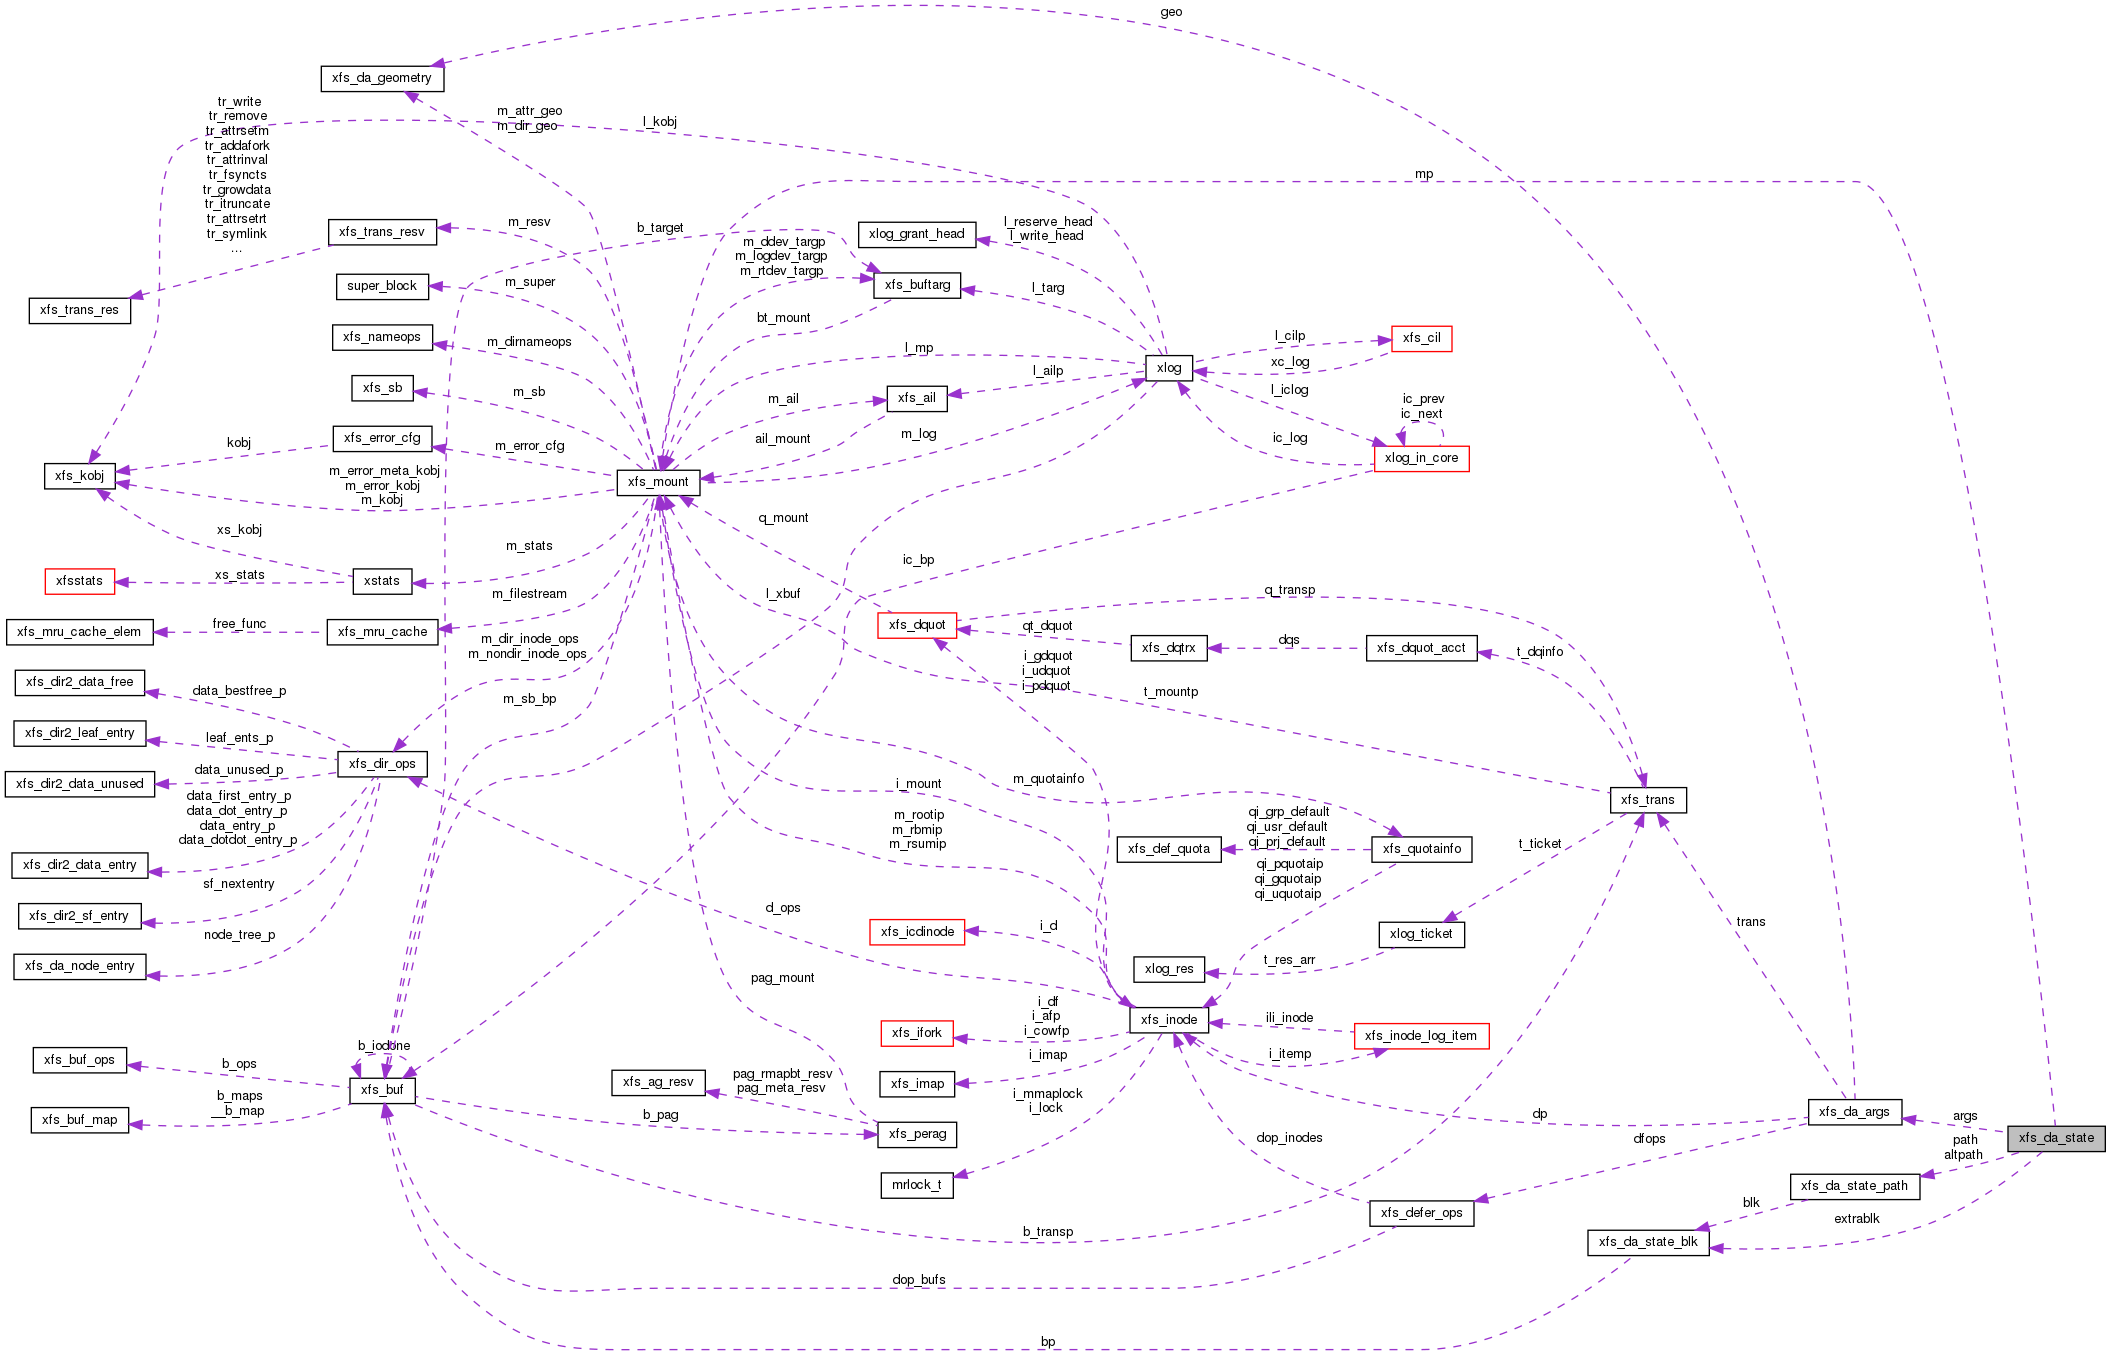 geo
xfs_da_geometry
tr_write
tr_remove
tr_attrsetm
tr_addafork
tr_attrinval
tr_fsyncts
tr_growdata
tr_itruncate
tr_attrsetrt
tr_symlink
...
m_attr_geo
m_dir_geo
l_kobj
mp
xfs_trans_resv
m_resv
b_target
xlog_grant_head
l_reserve_head
l_write_head
m_ddev_targp
m_logdev_targp
m_rtdev_targp
super_block
m_super
xfs_buftarg
l_targ
xfs_trans_res
bt_mount
xfs_nameops
m_dirnameops
l_mp
l_cilp
xfs_cil
xc_log
xlog
xfs_sb
m_sb
m_ail
xfs_ail
l_ailp
l_iclog
ic_prev
ic_next
xfs_error_cfg
kobj
m_error_cfg
ail_mount
m_log
ic_log
xlog_in_core
xfs_kobj
m_error_meta_kobj
m_error_kobj
m_kobj
xfs_mount
xs_kobj
q_mount
m_stats
ic_bp
xfsstats
xs_stats
xstats
m_filestream
l_xbuf
q_transp
xfs_mru_cache_elem
free_func
xfs_mru_cache
xfs_dquot
qt_dquot
xfs_dqtrx
dqs
xfs_dquot_acct
t_dqinfo
m_dir_inode_ops
m_nondir_inode_ops
i_gdquot
i_udquot
i_pdquot
xfs_dir2_data_free
data_bestfree_p
m_sb_bp
t_mountp
xfs_dir2_leaf_entry
leaf_ents_p
xfs_dir_ops
xfs_dir2_data_unused
data_unused_p
i_mount
m_quotainfo
xfs_trans
data_first_entry_p
data_dot_entry_p
data_entry_p
data_dotdot_entry_p
m_rootip
m_rbmip
m_rsumip
qi_grp_default
qi_usr_default
qi_prj_default
xfs_def_quota
xfs_quotainfo
t_ticket
xfs_dir2_data_entry
qi_pquotaip
qi_gquotaip
qi_uquotaip
sf_nextentry
xfs_dir2_sf_entry
d_ops
node_tree_p
xfs_icdinode
i_d
xlog_ticket
trans
xfs_da_node_entry
pag_mount
xlog_res
t_res_arr
i_df
i_afp
i_cowfp
xfs_ifork
xfs_inode
ili_inode
xfs_inode_log_item
i_itemp
b_iodone
xfs_buf_ops
b_ops
xfs_buf
xfs_ag_resv
pag_rmapbt_resv
pag_meta_resv
xfs_imap
i_imap
i_mmaplock
i_lock
xfs_buf_map
b_maps
__b_map
b_pag
xfs_perag
dp
xfs_da_args
args
xfs_da_state
dop_inodes
dfops
path
altpath
mrlock_t
xfs_da_state_path
xfs_defer_ops
blk
extrablk
b_transp
xfs_da_state_blk
dop_bufs
bp